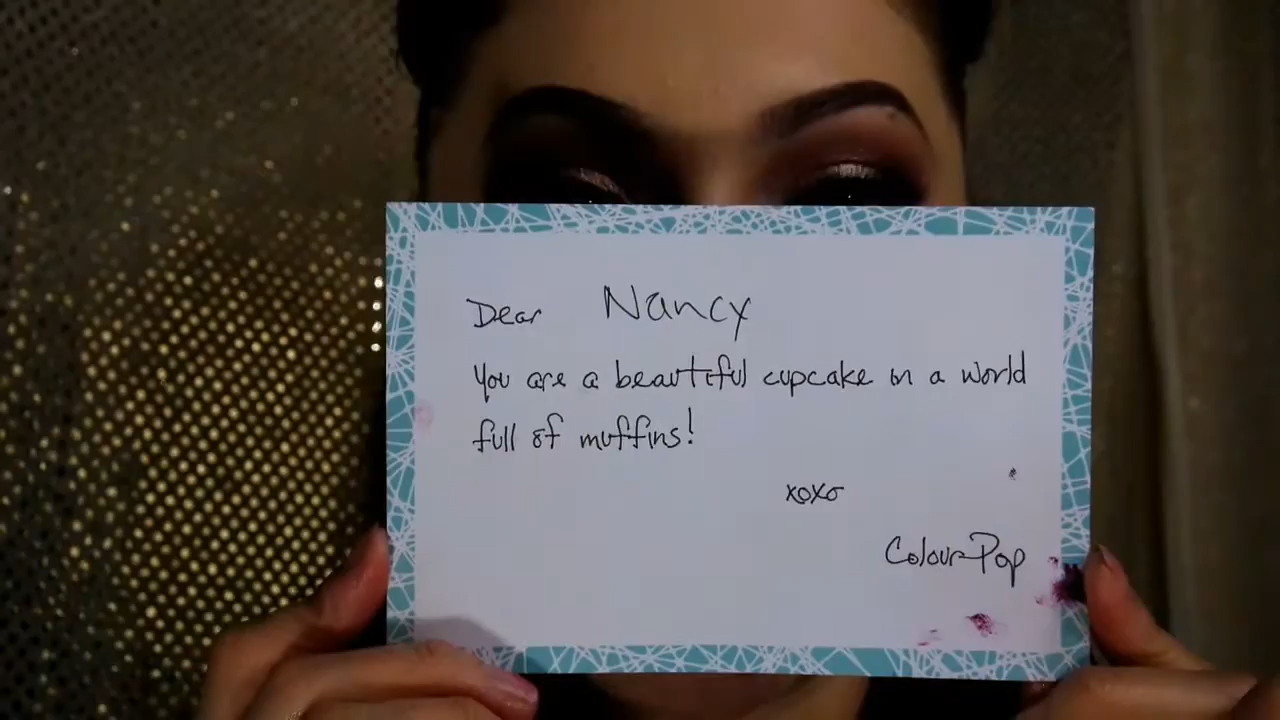 Dear Nancy
You are a beautiful cupcake in a world
full of muffins!
xoxo
ColourPop